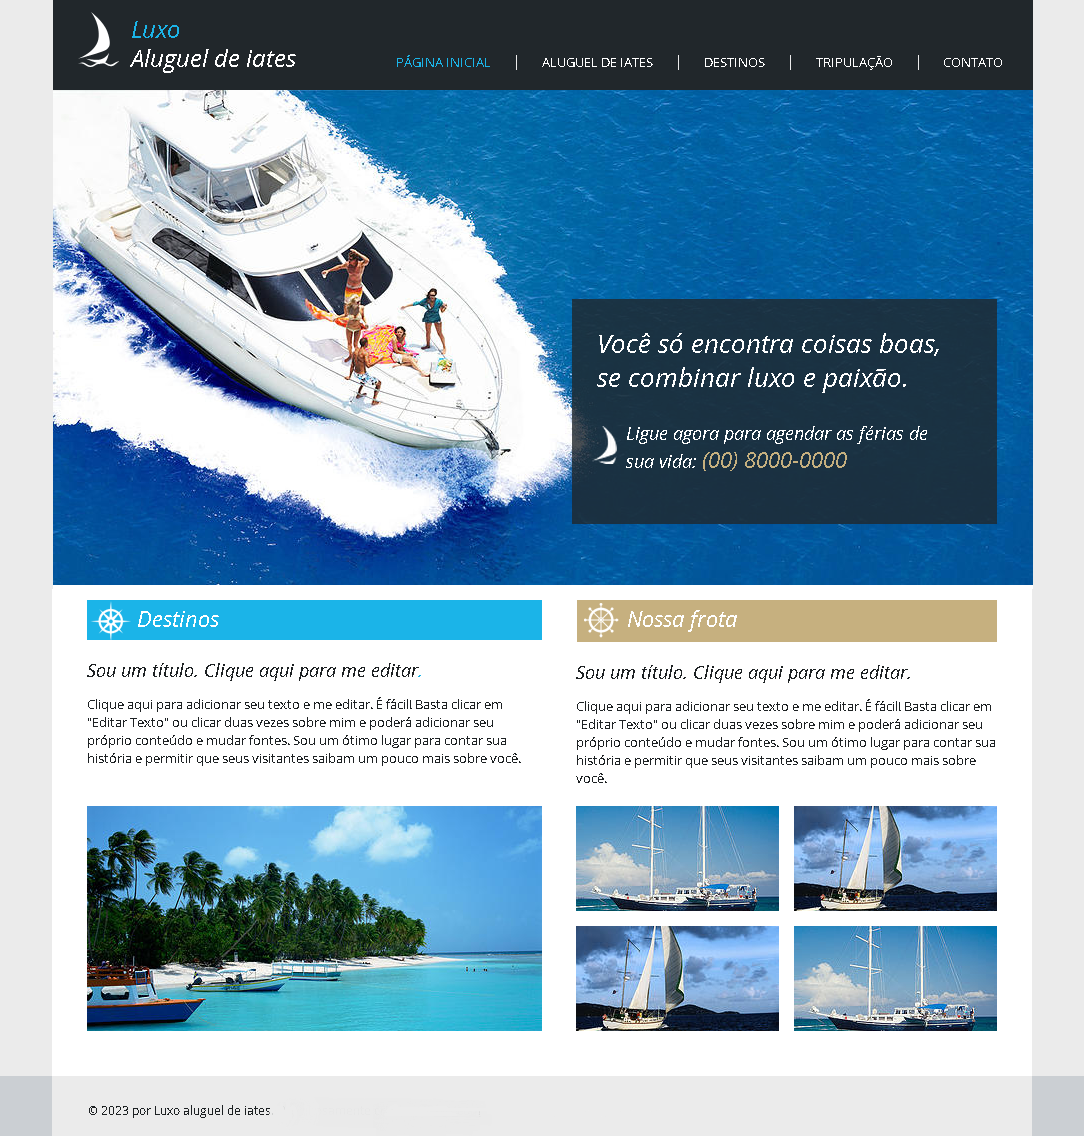 Luxo
Aluguel de iates
PÁGINA INICIAL | ALUGUEL DE IATES | DESTINOS | TRIPULAÇÃO | CONTATO
Você só encontra coisas boas,
se combinar luxo e paixão.
Ligue agora para agendar as férias de
sua vida: (00) 8000-0000
Destinos
Sou um título. Clique aqui para me editar.
Clique aqui para adicionar seu texto e me editar. É fácil! Basta clicar em
"Editar Texto" ou clicar duas vezes sobre mim e poderá adicionar seu
próprio conteúdo e mudar fontes. Sou um ótimo lugar para contar sua
história e permitir que seus visitantes saibam um pouco mais sobre você.
Nossa frota
Sou um título. Clique aqui para me editar.
Clique aqui para adicionar seu texto e me editar. É fácil! Basta clicar em
"Editar Texto" ou clicar duas vezes sobre mim e poderá adicionar seu
próprio conteúdo e mudar fontes. Sou um ótimo lugar para contar sua
história e permitir que seus visitantes saibam um pouco mais sobre
você.
© 2023 por Luxo aluguel de iates